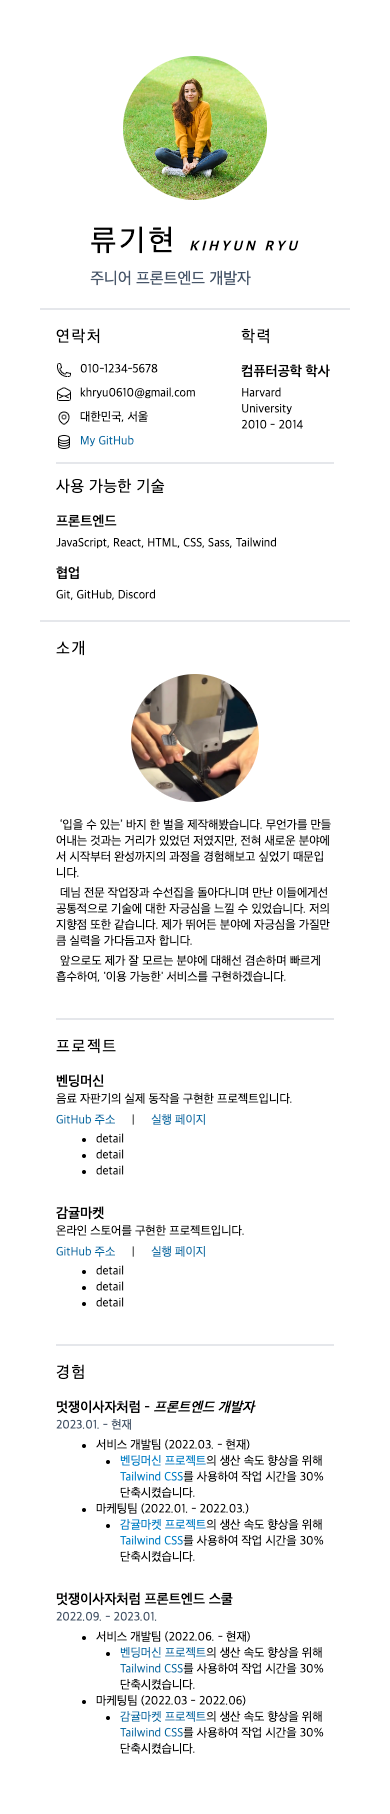 류기현 KIHYUN RYU
주니어 프론트엔드 개발자
연락처
010-1234-5678
khryu0610@gmail.com
대한민국, 서울
My GitHub
학력
컴퓨터공학 학사
Harvard
University
2010 - 2014
사용 가능한 기술
프론트엔드
JavaScript, React, HTML, CSS, Sass, Tailwind
협업
Git, GitHub, Discord
소개
'입을 수 있는' 바지 한 벌을 제작해봤습니다. 무언가를 만들
어내는 것과는 거리가 있었던 저였지만, 전혀 새로운 분야에
서 시작부터 완성까지의 과정을 경험해보고 싶었기 때문입
니다.
데님 전문 작업장과 수선집을 돌아다니며 만난 이들에게선
공통적으로 기술에 대한 자긍심을 느낄 수 있었습니다. 저의
지향점 또한 같습니다. 제가 뛰어든 분야에 자긍심을 가질만
큼 실력을 가다듬고자 합니다.
앞으로도 제가 잘 모르는 분야에 대해선 겸손하며 빠르게
흡수하여, '이용 가능한' 서비스를 구현하겠습니다.
프로젝트
벤딩머신
음료 자판기의 실제 동작을 구현한 프로젝트입니다.
GitHub 주소 | 실행 페이지
• detail
• detail
• detail
감귤마켓
온라인 스토어를 구현한 프로젝트입니다.
GitHub 주소 | 실행 페이지
• detail
• detail
• detail
경험
멋쟁이사자처럼 - 프론트엔드 개발자
2023.01. - 현재
• 서비스 개발팀 (2022.03. - 현재)
• 벤딩머신 프로젝트의 생산 속도 향상을 위해
Tailwind CSS를 사용하여 작업 시간을 30%
단축시켰습니다.
• 마케팅팀 (2022.01. - 2022.03.)
• 감귤마켓 프로젝트의 생산 속도 향상을 위해
Tailwind CSS를 사용하여 작업 시간을 30%
단축시켰습니다.
멋쟁이사자처럼 프론트엔드 스쿨
2022.09. - 2023.01.
• 서비스 개발팀 (2022.06. - 현재)
• 벤딩머신 프로젝트의 생산 속도 향상을 위해
Tailwind CSS를 사용하여 작업 시간을 30%
단축시켰습니다.
• 마케팅팀 (2022.03 - 2022.06)
• 감귤마켓 프로젝트의 생산 속도 향상을 위해
Tailwind CSS를 사용하여 작업 시간을 30%
단축시켰습니다.